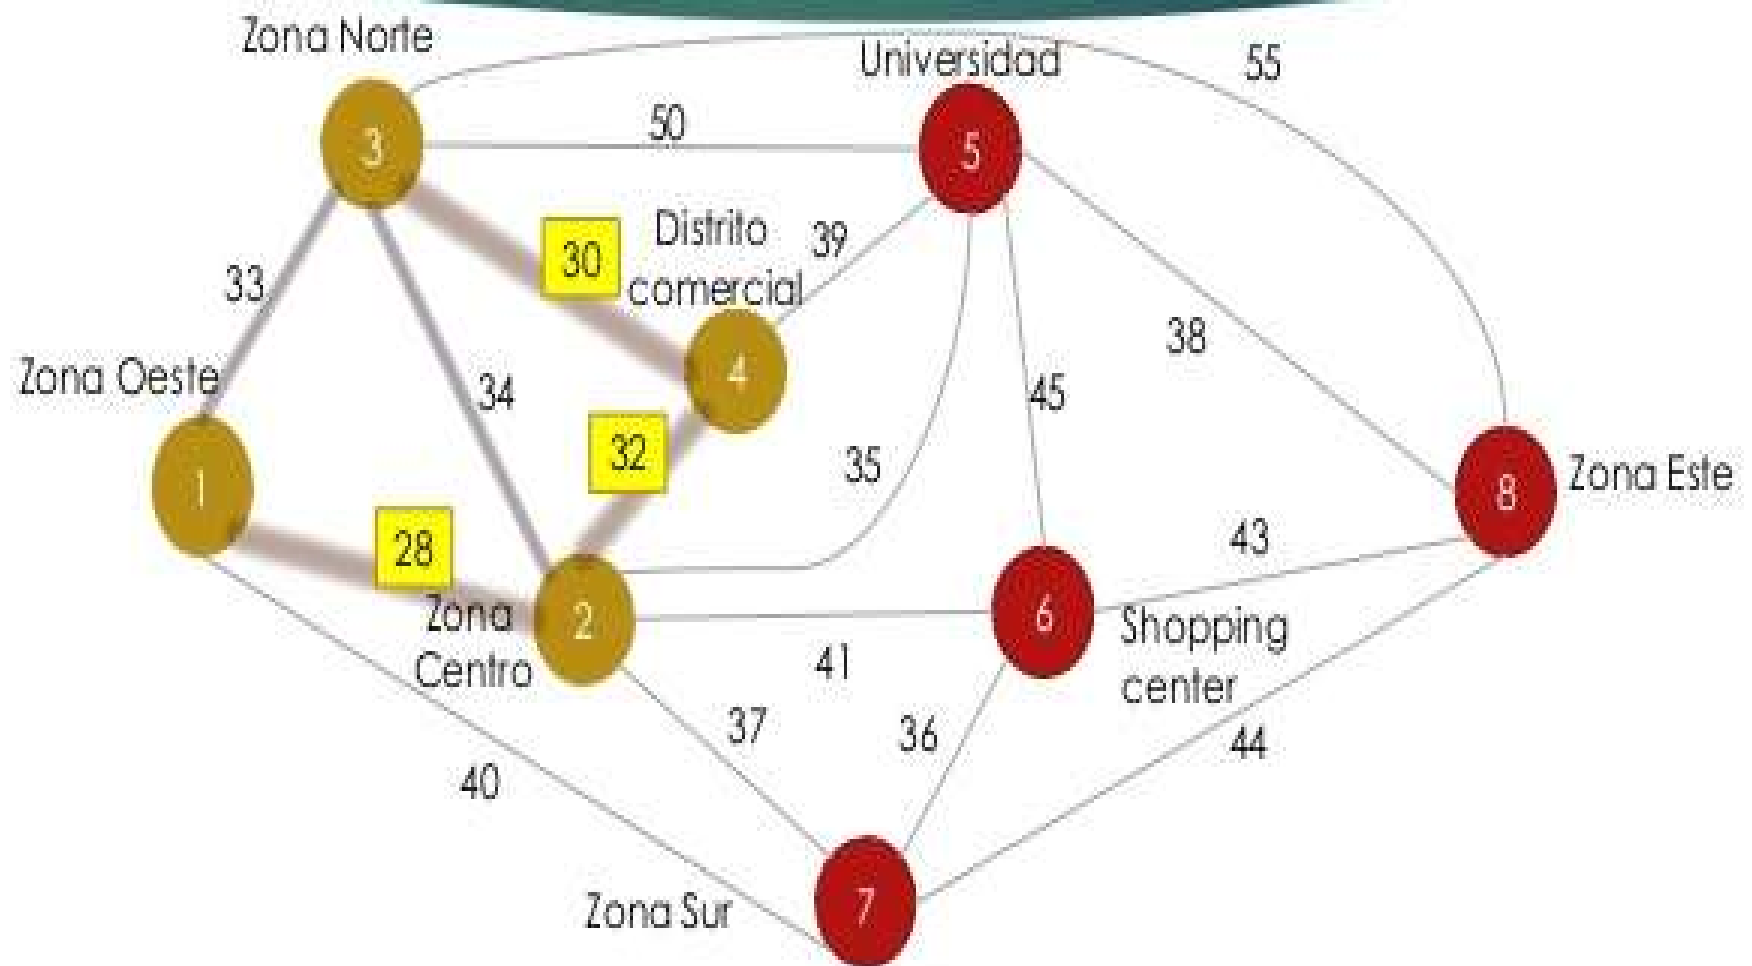 Zona Norte
Universidad
55
50
3
5
Distrito
comercial
39
30
33
38
4
Zona Oeste
34
45
32
35
Zona Este
1
8
28
43
Zona
Centro
2
6
Shopping
center
41
37
36
44
40
Zona Sur
7